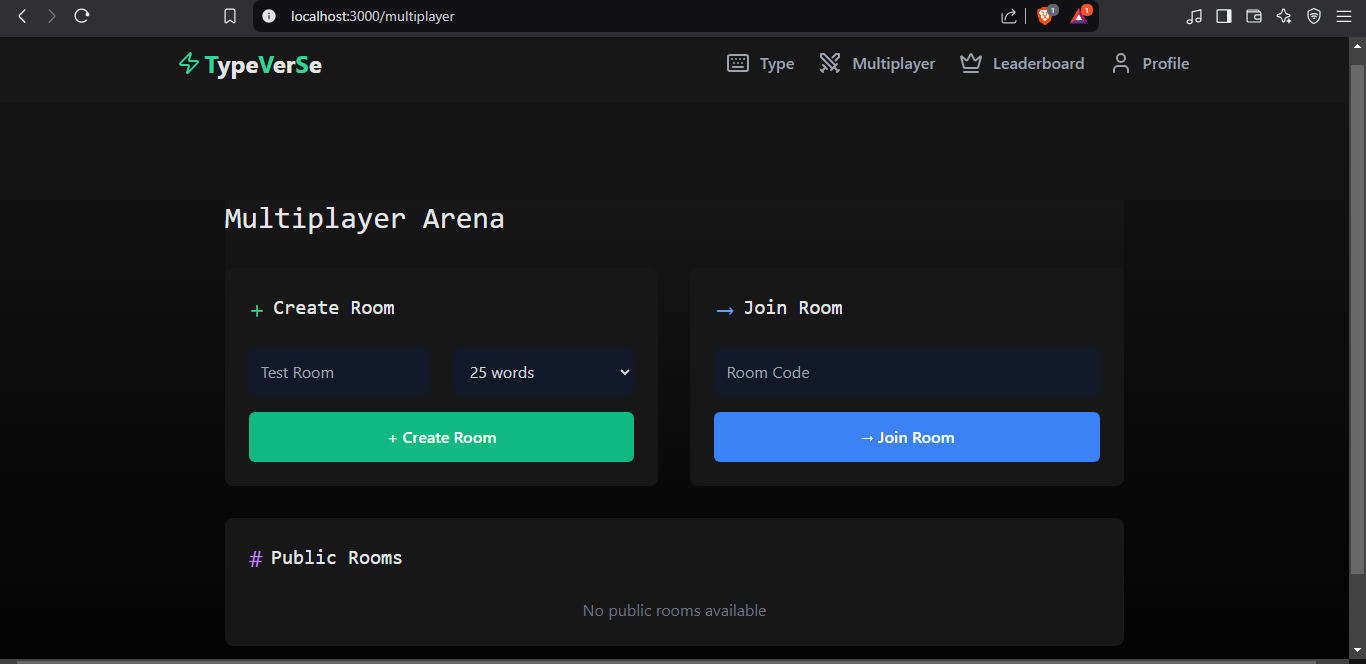 localhost:3000/multiplayer
1
1
TypeVerSe
Type
Multiplayer
Leaderboard
Profile
Multiplayer Arena
+ Create Room
→ Join Room
Test Room
25 words
Room Code
+ Create Room
→ Join Room
# Public Rooms
No public rooms available